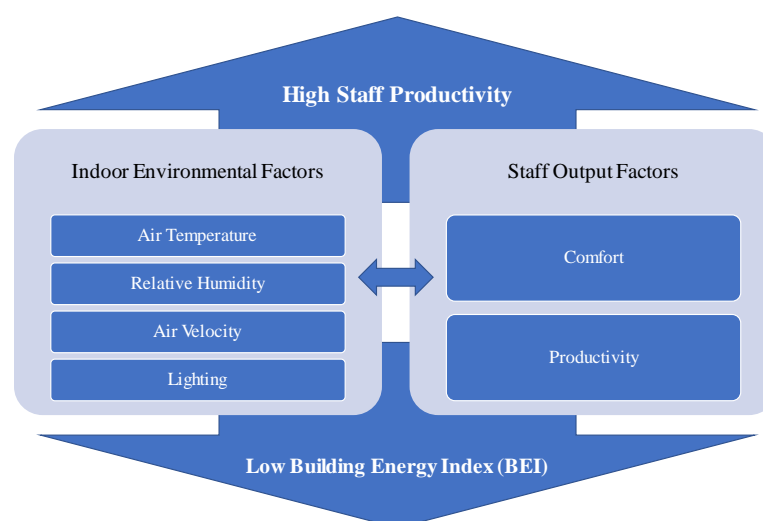 High Staff Productivity
Indoor Environmental Factors
Air Temperature
Relative Humidity
Air Velocity
Lighting
Staff Output Factors
Comfort
Productivity
Low Building Energy Index (BEI)